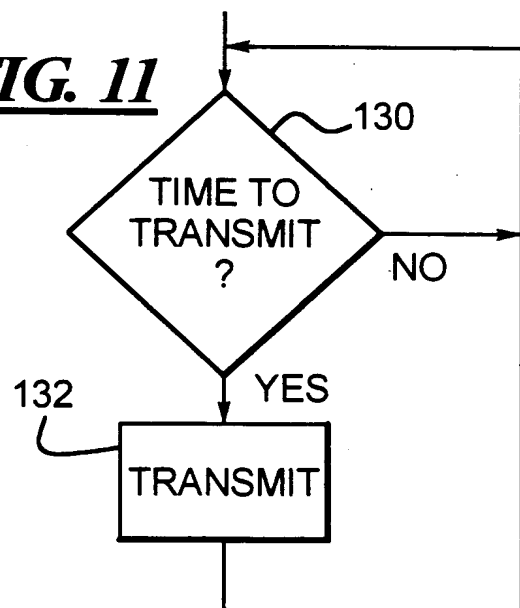 FIG. 11
130
TIME TO
TRANSMIT
?
NO
YES
132
TRANSMIT